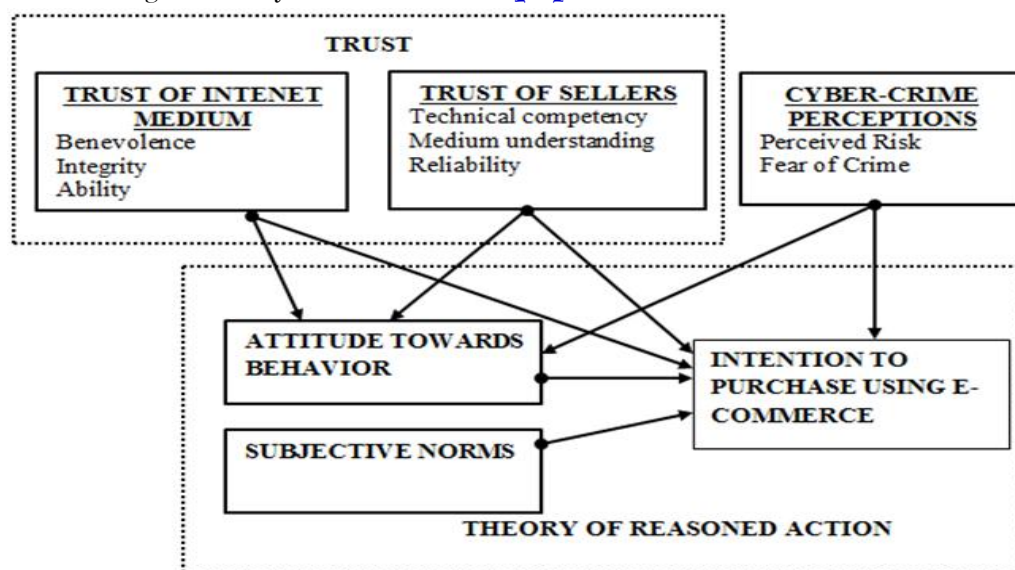 TRUST
TRUST OF INTENET
MEDIUM
Benevolence
Integrity
Ability
TRUST OF SELLERS
Technical competency
Medium understanding
Reliability
CYBER-CRIME
PERCEPTIONS
Perceived Risk
Fear of Crime
ATTITUDE TOWARDS
BEHAVIOR
INTENTION TO
PURCHASE USING E-
COMMERCE
SUBJECTIVE NORMS
THEORY OF REASONED ACTION